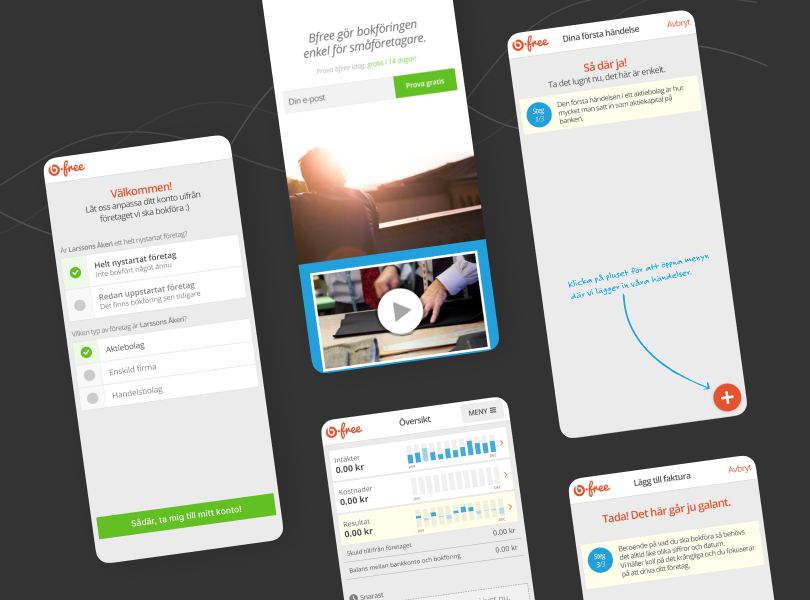 b·free
Välkommen!
Låt oss anpassa ditt konto utifrån
företaget vi ska bokföra :)
Är Larssons Åkeri ett helt nystartat företag?
Helt nystartat företag
Inte bokfört något ännu
Redan uppstartat företag
Det finns bokföring sen tidigare
Vilken typ av företag är Larssons Åkeri?
Aktiebolag
Enskild firma
Handelsbolag
Sådär, ta mig till mitt konto!
Bfree gör bokföringen
enkel för småföretagare.
Prova bfree idag, gratis i 14 dagar!
Din e-post
Prova gratis
b·free
Översikt
MENY
Intäkter
0.00 kr
JAN
DEC
Kostnader
0.00 kr
JAN
DEC
Resultat
0.00 kr
JAN
DEC
Skuld till/från företaget
0.00 kr
Balans mellan bankkonto och bokföring
0.00 kr
Snarast
b·free
Dina första händelse
Avbryt
Så där ja!
Ta det lugnt nu, det här är enkelt.
Steg
1/3
Den första händelsen i ett aktiebolag är hur
mycket man satt in som aktiekapital på
banken.
Klicka på pluset för att öppna menyn
där vi lägger in våra händelser.
b·free
Lägg till faktura
Avbryt
Tada! Det här går ju galant.
Steg
3/3
Beroende på vad du ska bokföra så behövs
det alltid lite olika siffror och datum.
Vi håller koll på det krångliga och du fokuserar
på att driva ditt företag.